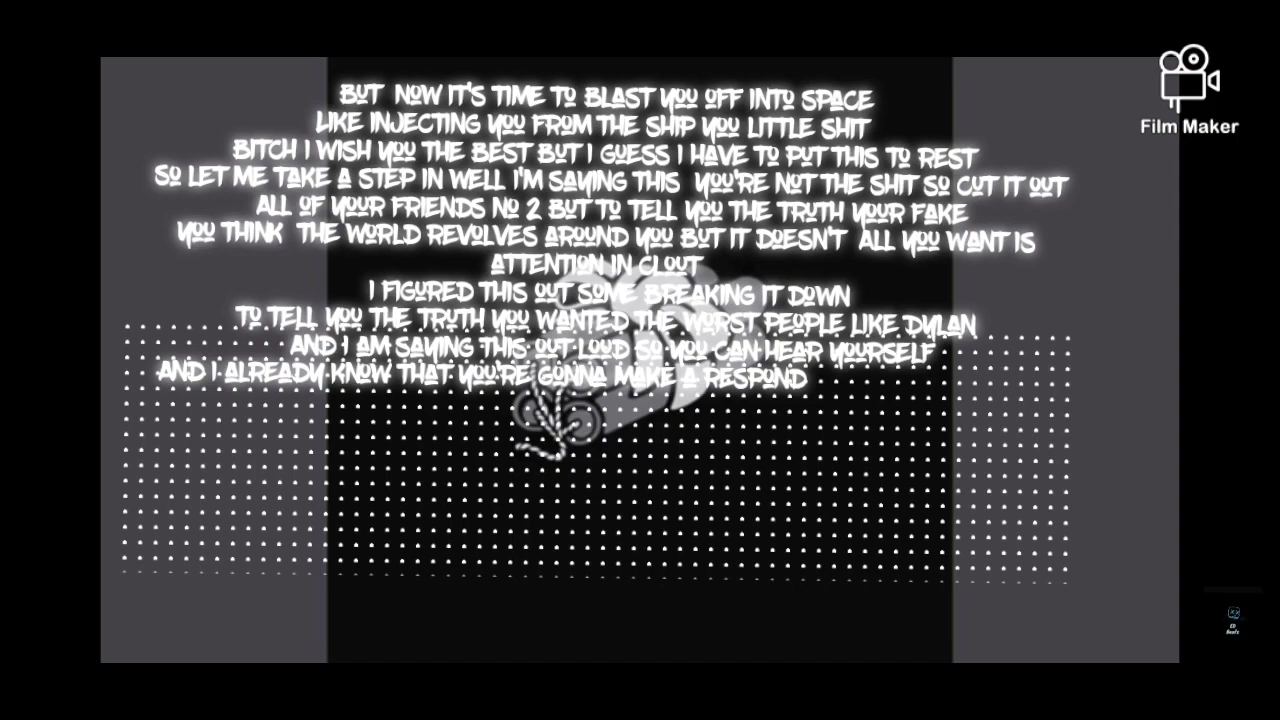 BUT NOW IT'S TIME TO BLAST YOU OFF INTO SPACE
LIKE INJECTING YOU FROM THE SHIP YOU LITTLE SHIT
BITCH I WISH YOU THE BEST BUT I GUESS I HAVE TO PUT THIS TO REST
SO LET ME TAKE A STEP IN WELL I'M SAYING THIS YOU'RE NOT THE SHIT SO CUT IT OUT
ALL OF YOUR FRIENDS NO 2 BUT TO TELL YOU THE TRUTH YOUR FAKE
YOU THINK THE WORLD REVOLVES AROUND YOU BUT IT DOESN'T ALL YOU WANT IS
ATTENTION IN CLOUT
I FIGURED THIS OUT SOME BREAKING IT DOWN
TO TELL YOU THE TRUTH YOU WANTED THE WORST PEOPLE LIKE DYLAN
AND I AM SAYING THIS OUT LOUD SO YOU CAN HEAR YOURSELF
AND I ALREADY KNOW THAT YOU'RE GONNA MAKE A RESPOND
Film Maker
CD
Beats